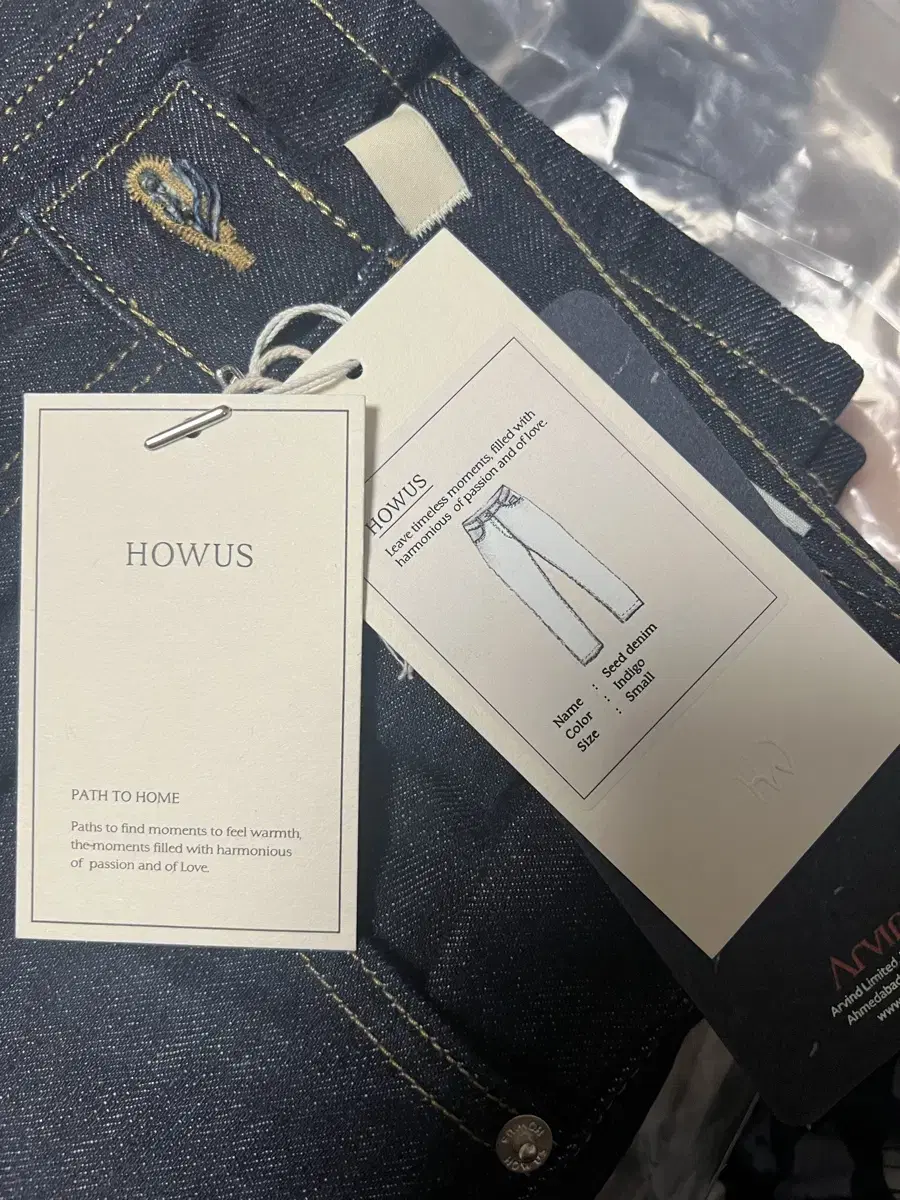 HOWUS
PATH TO HOME
Paths to find moments to feel warmth,
the moments filled with harmonious
of passion and of Love.
HOWUS
Leave timeless moments, filled with
harmonious of passion and of love.
Name : Seed denim
Color : Indigo
Size : Small
Arvind Limited
Ahmedabad
www